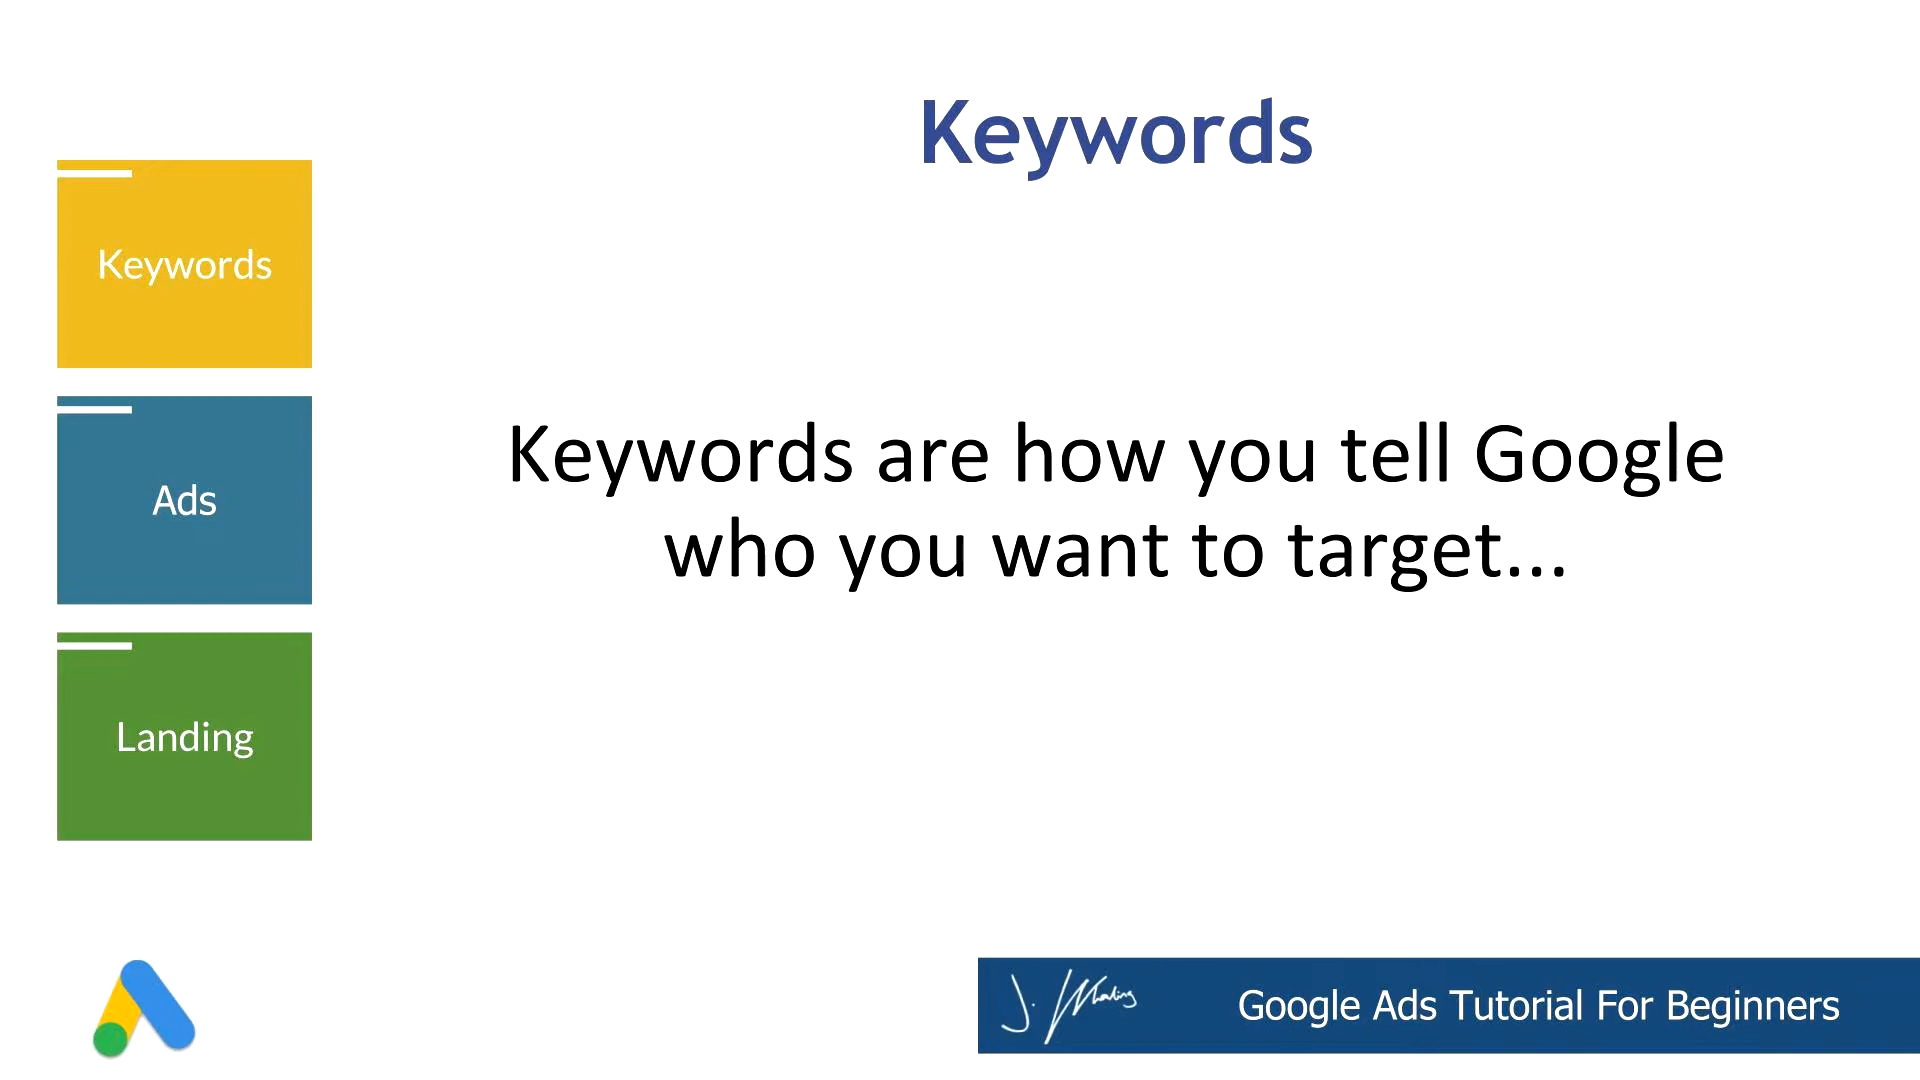 Keywords
Keywords
Ads
Landing
Keywords are how you tell Google
who you want to target...
Google Ads Tutorial For Beginners